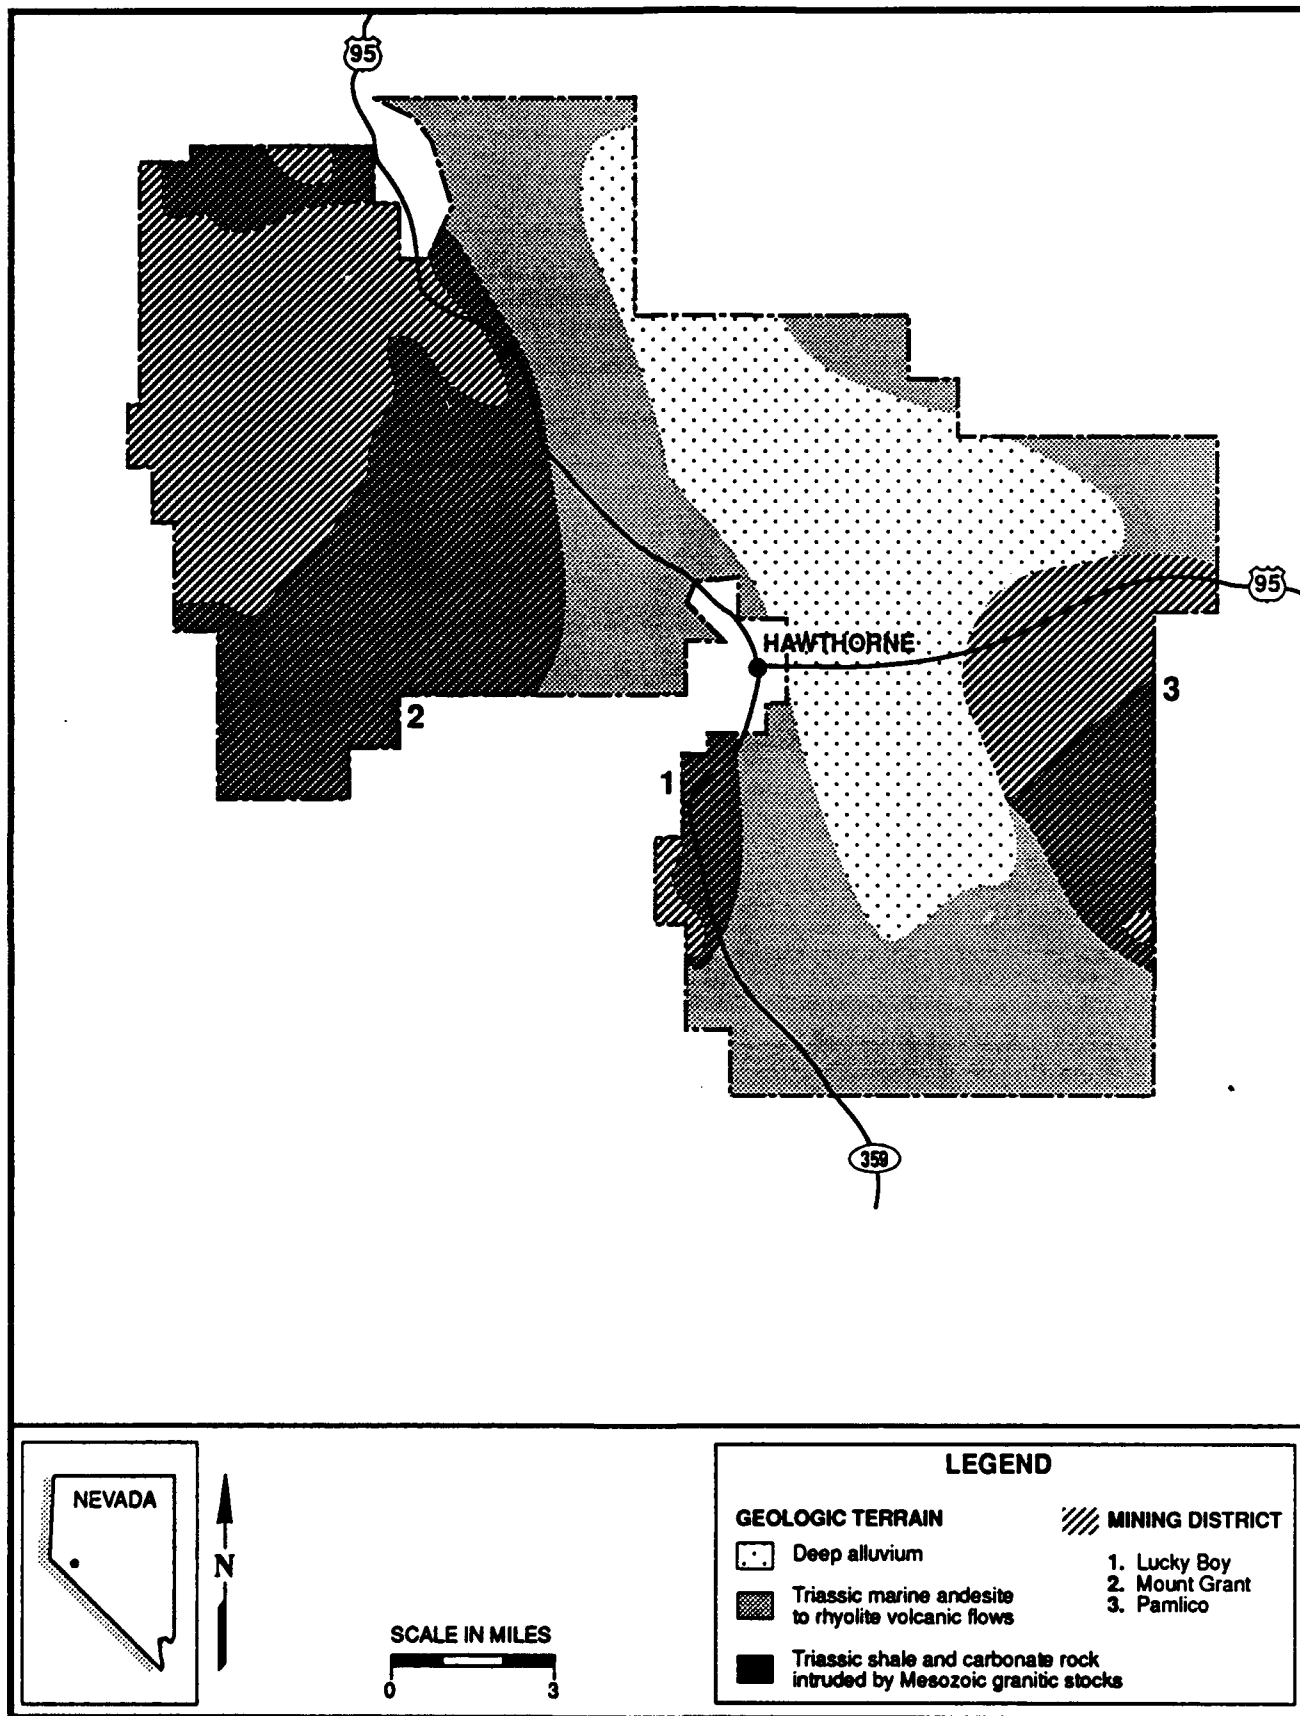 95
95
HAWTHORNE
3
2
1
359
NEVADA
N
SCALE IN MILES
0 3
LEGEND
GEOLOGIC TERRAIN
Deep alluvium
Triassic marine andesite
to rhyolite volcanic flows
Triassic shale and carbonate rock
intruded by Mesozoic granitic stocks
MINING DISTRICT
1. Lucky Boy
2. Mount Grant
3. Pamlico